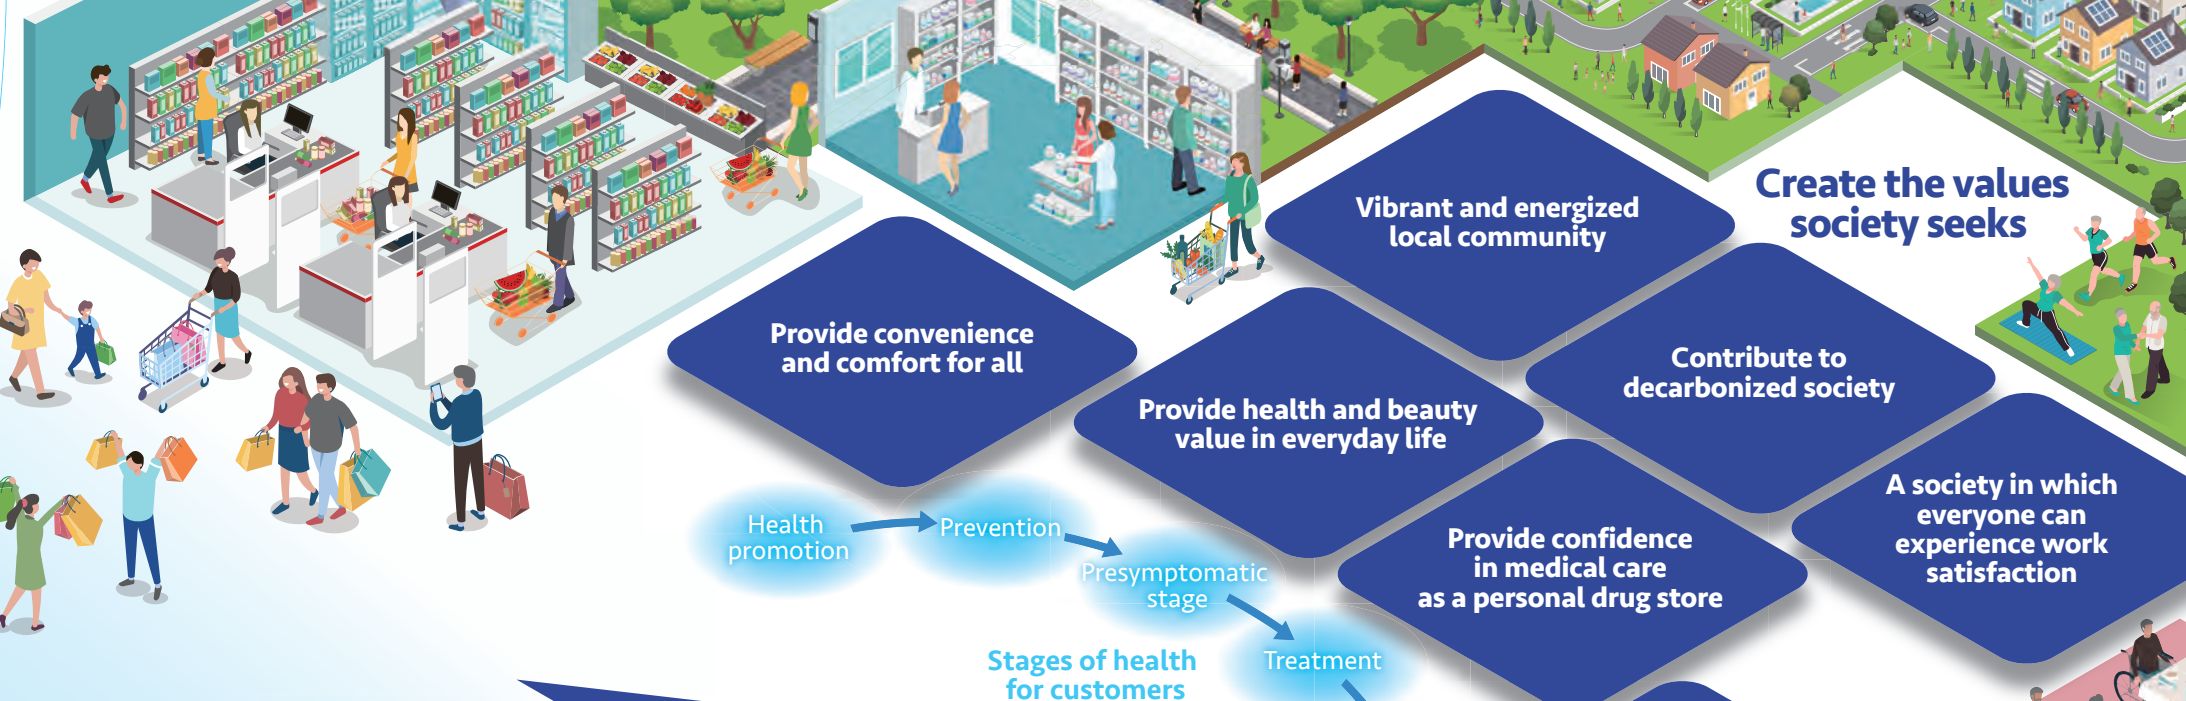 Create the values
society seeks
Vibrant and energized
local community
Provide convenience
and comfort for all
Contribute to
decarbonized society
Provide health and beauty
value in everyday life
A society in which
everyone can
experience work
satisfaction
Provide confidence
in medical care
as a personal drug store
Health
promotion
Prevention
Presymptomatic
stage
Treatment
Stages of health
for customers